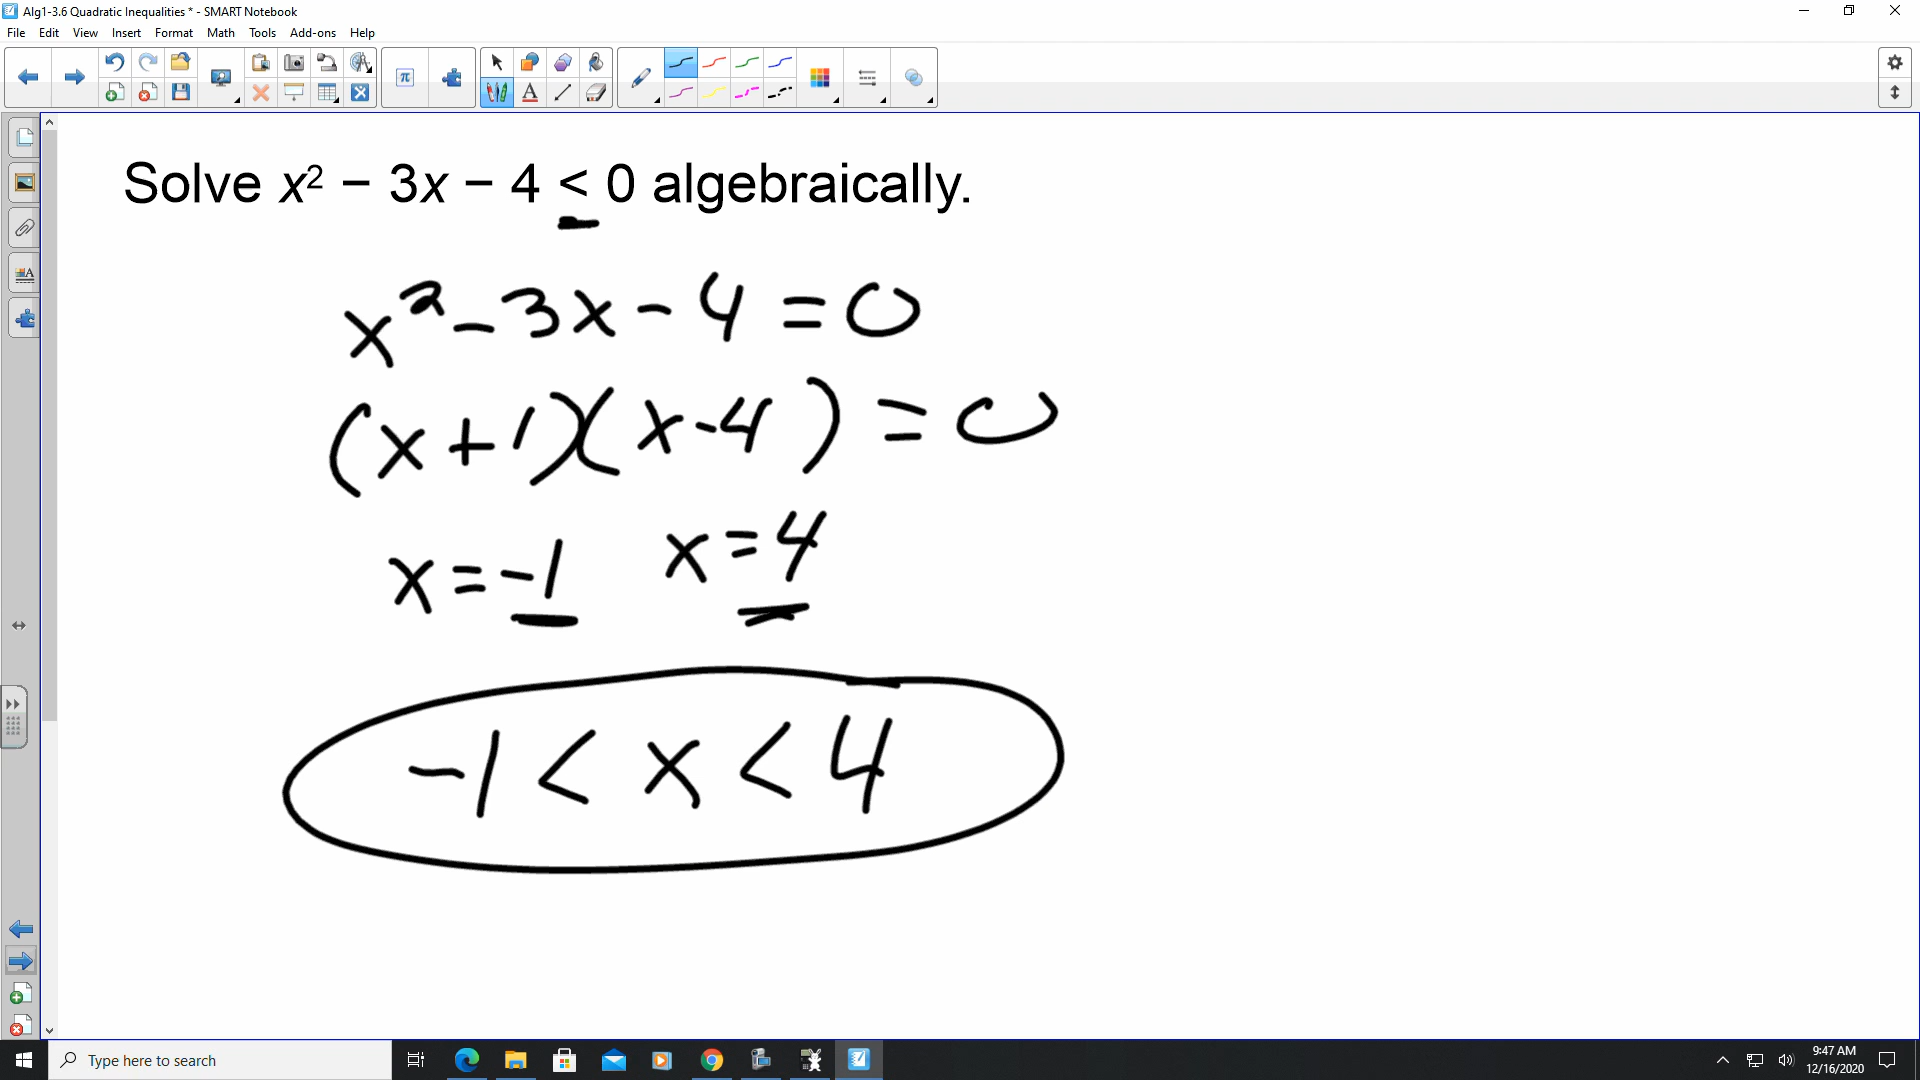 Alg1-3.6 Quadratic Inequalities * - SMART Notebook
File Edit View Insert Format Math Tools Add-ons Help
Solve x² − 3x − 4 < 0 algebraically.
x² - 3x - 4 = 0
(x + 1)(x - 4) = 0
x = -1 x = 4
-1 < x < 4
Type here to search
9:47 AM
12/16/2020